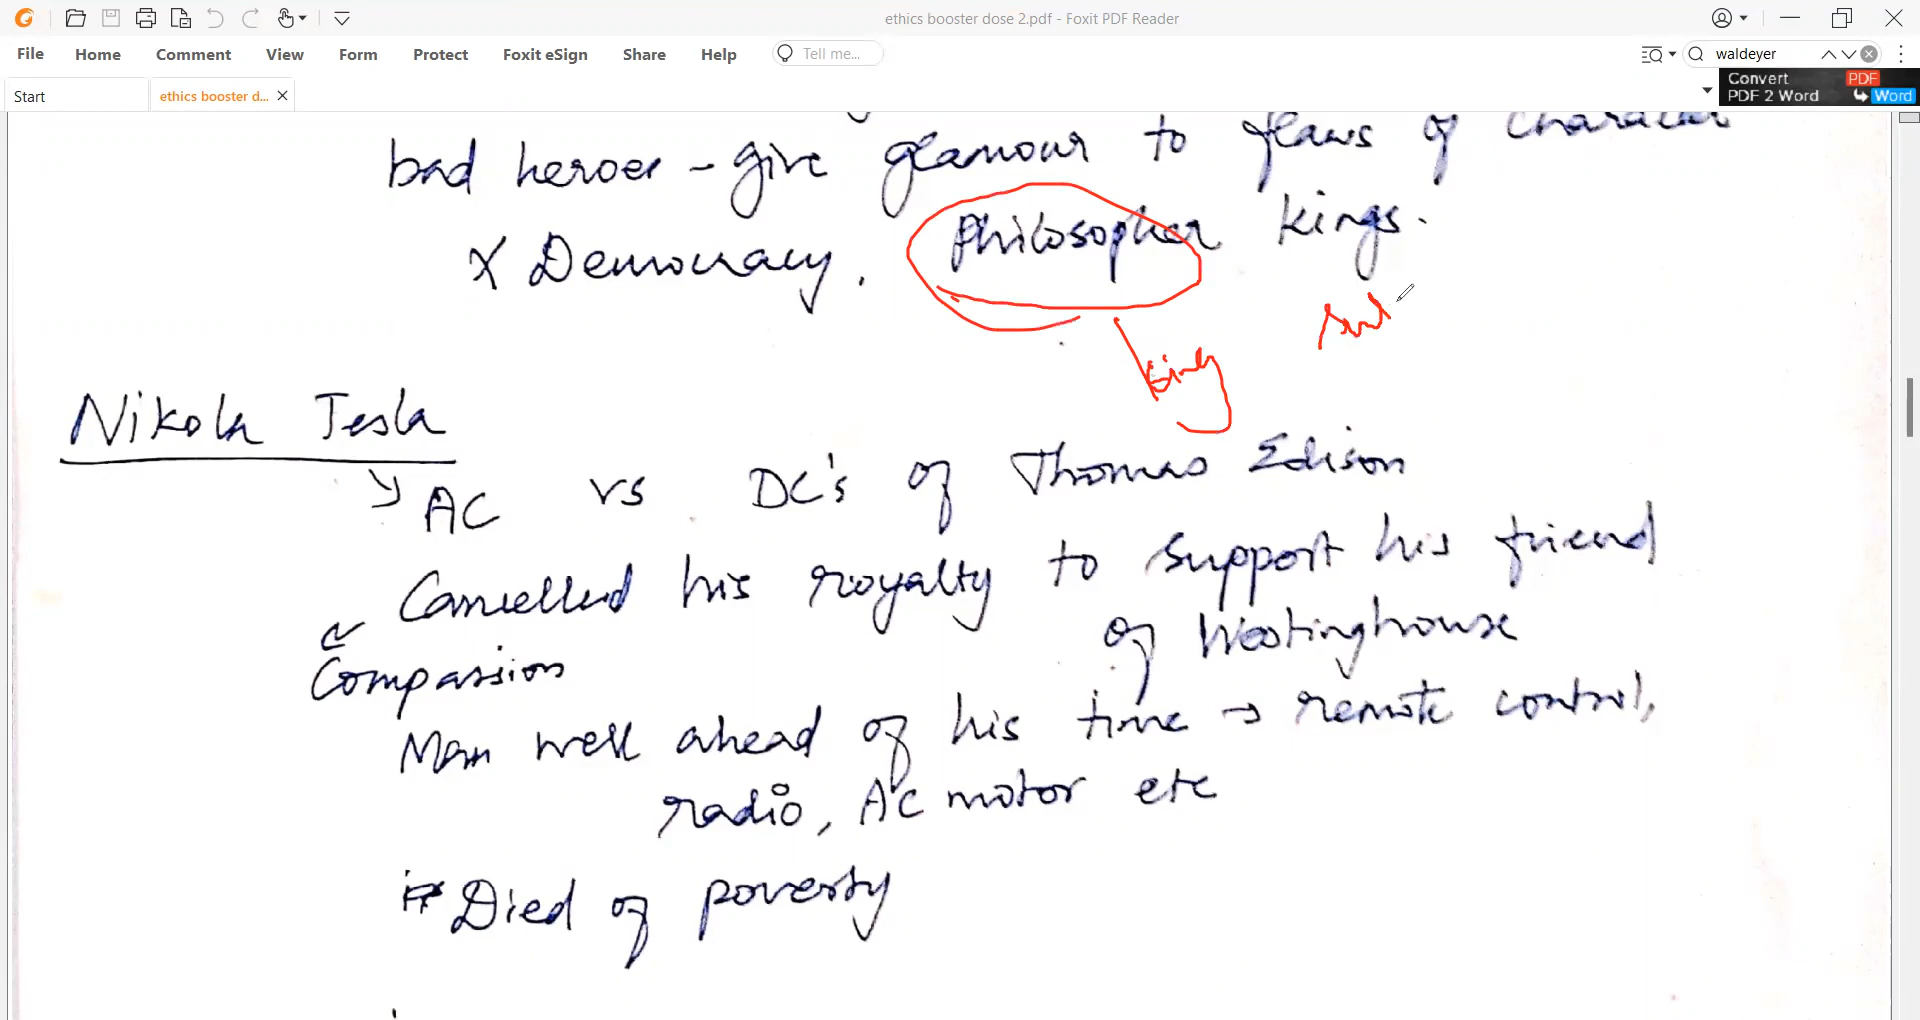 ethics booster dose 2.pdf - Foxit PDF Reader
File Home Comment View Form Protect Foxit eSign Share Help Tell me... waldeyer
Start ethics booster d... Convert PDF 2 Word PDF Word
bad heroes - give glamour to flaws of character
X Democracy. Philosopher kings.
king
Nikola Tesla
AC vs DC's of Thomas Edison
Cancelled his royalty to support his friend
of Westinghouse
Compassion
Man well ahead of his time → remote control,
radio, AC motor etc
Died of poverty